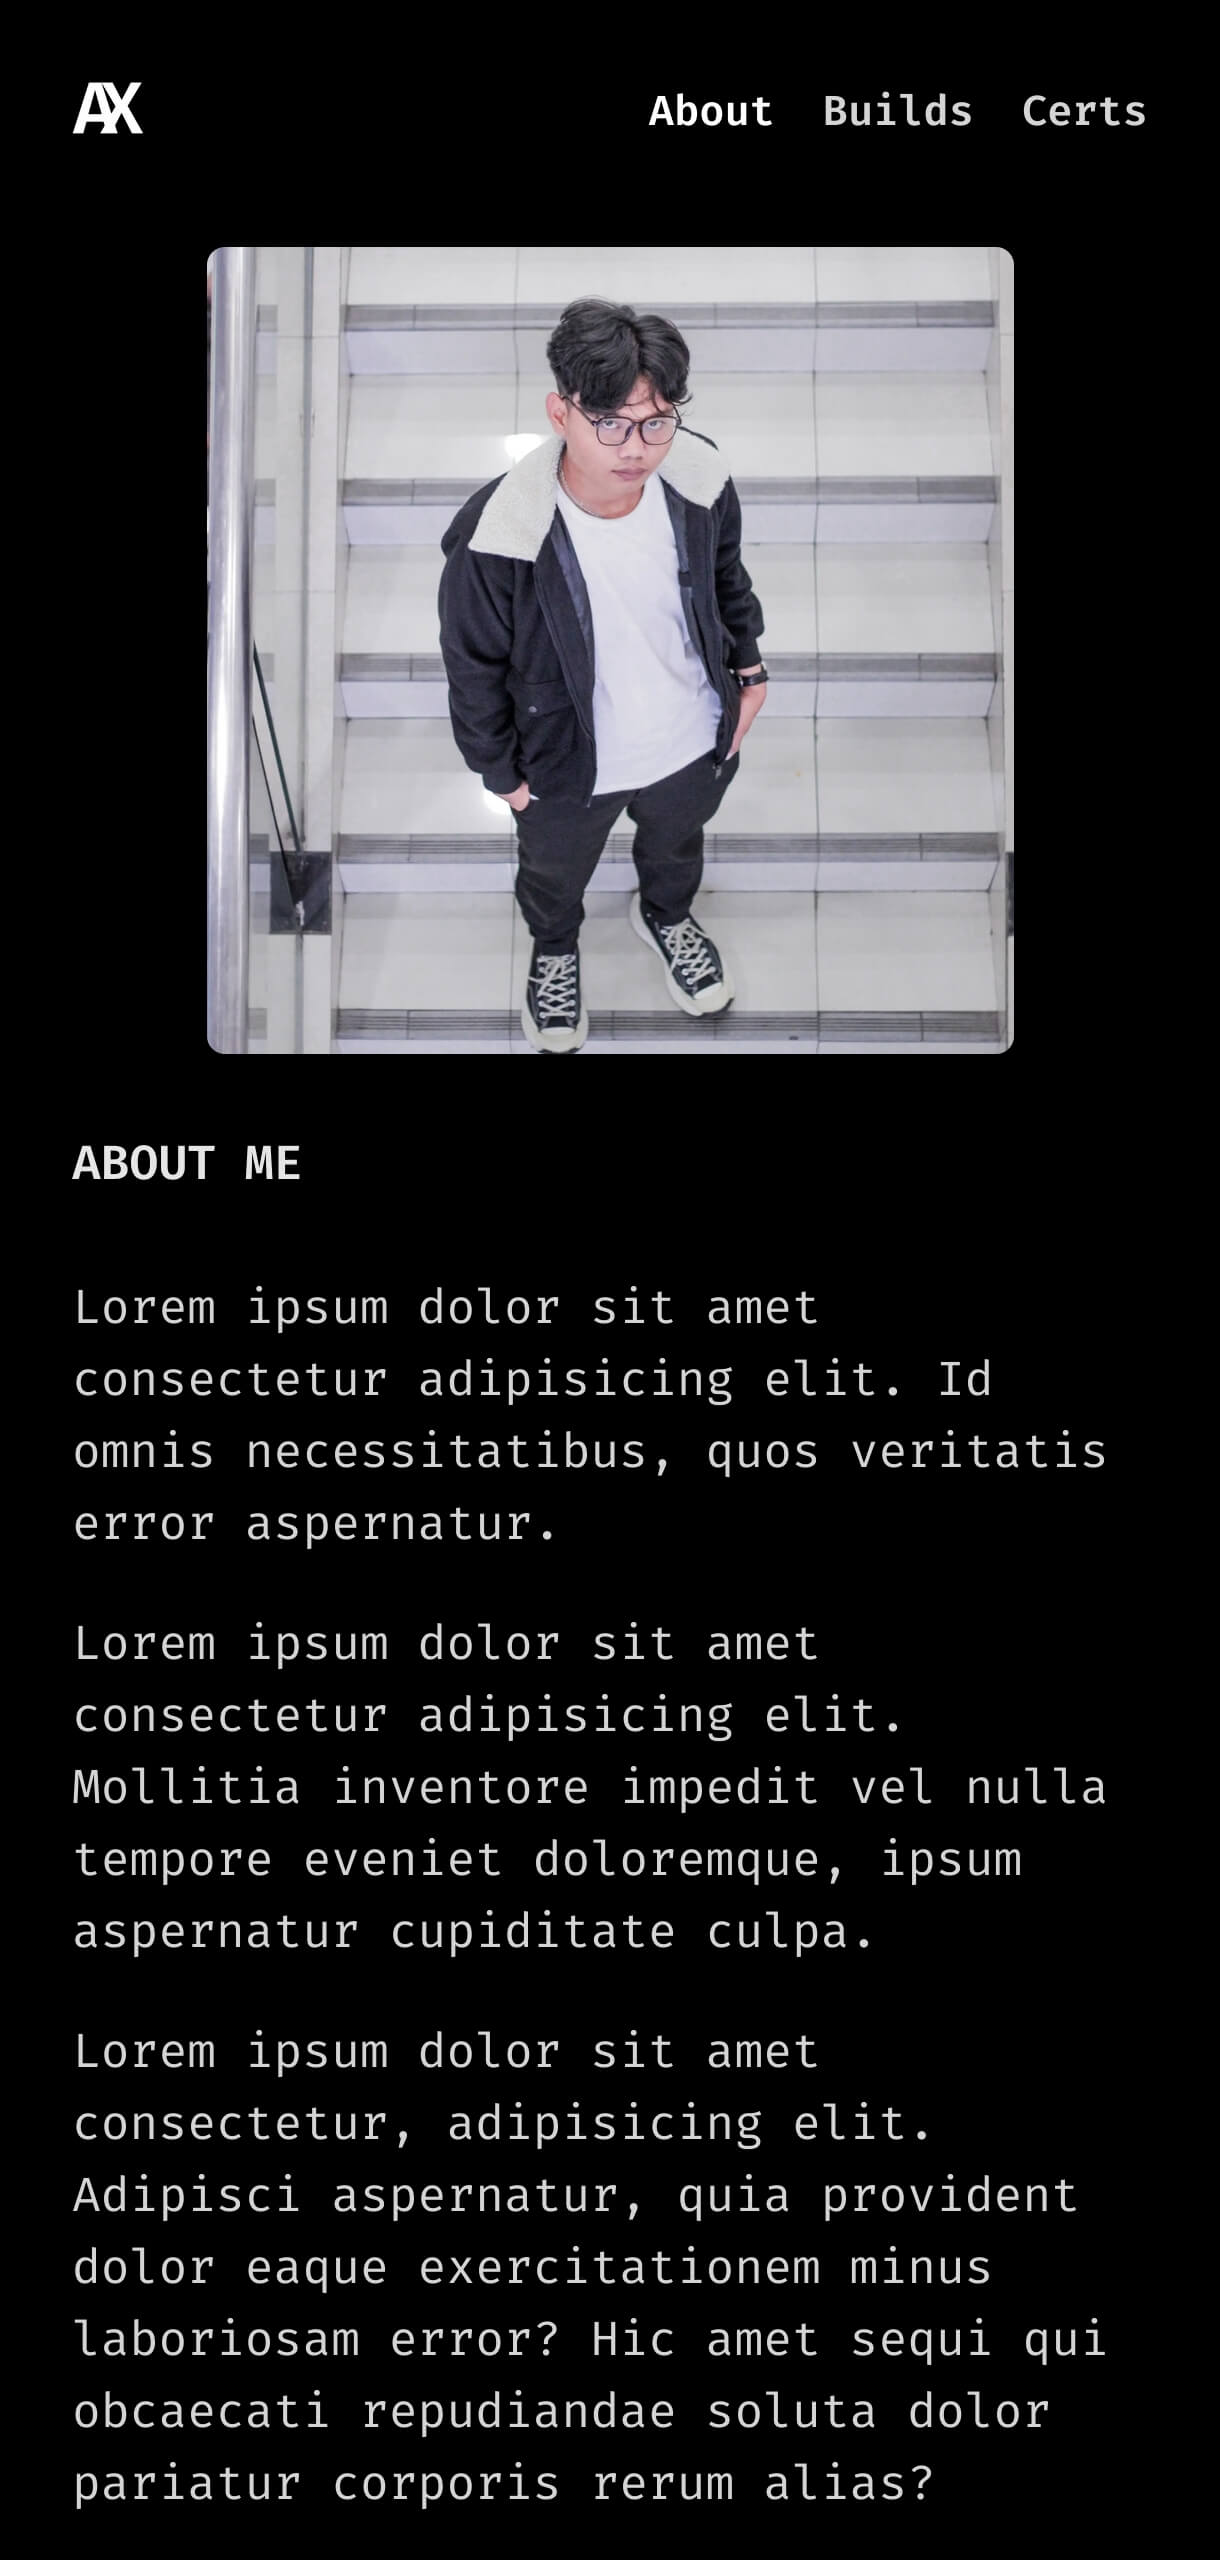 AX
About Builds Certs
ABOUT ME
Lorem ipsum dolor sit amet
consectetur adipisicing elit. Id
omnis necessitatibus, quos veritatis
error aspernatur.
Lorem ipsum dolor sit amet
consectetur adipisicing elit.
Mollitia inventore impedit vel nulla
tempore eveniet doloremque, ipsum
aspernatur cupiditate culpa.
Lorem ipsum dolor sit amet
consectetur, adipisicing elit.
Adipisci aspernatur, quia provident
dolor eaque exercitationem minus
laboriosam error? Hic amet sequi qui
obcaecati repudiandae soluta dolor
pariatur corporis rerum alias?